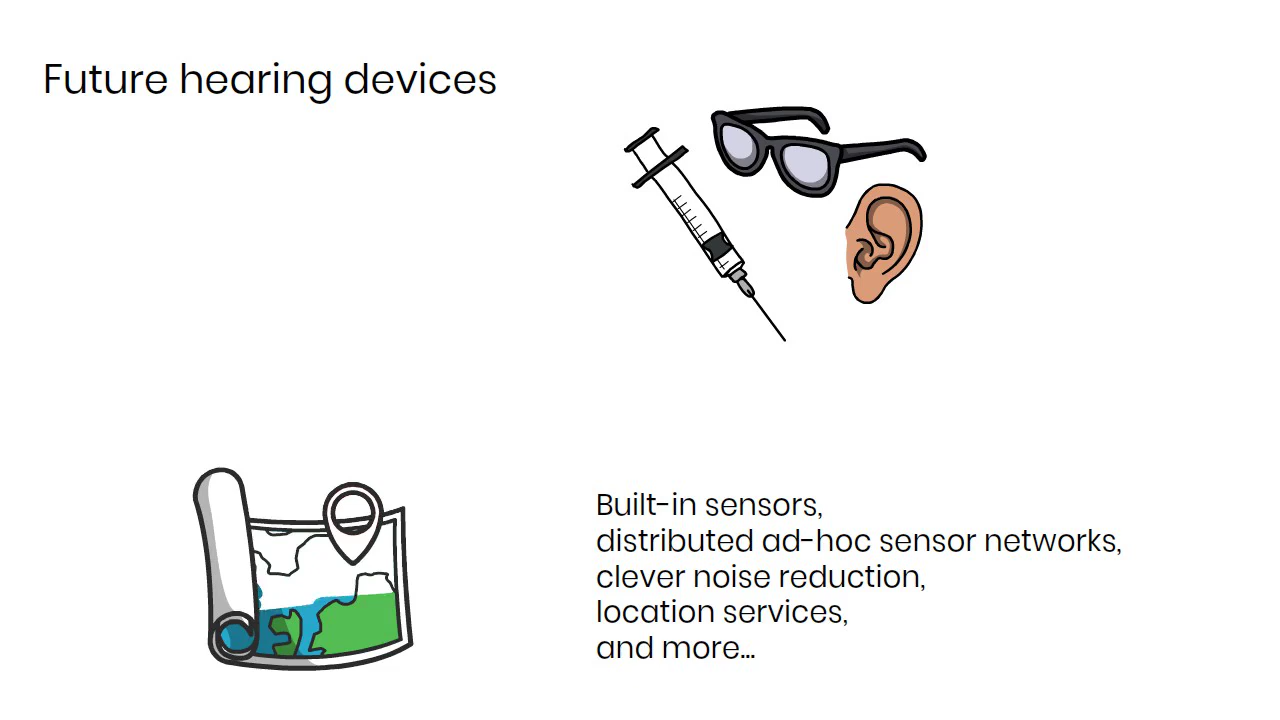 Future hearing devices
Built-in sensors,
distributed ad-hoc sensor networks,
clever noise reduction,
location services,
and more...